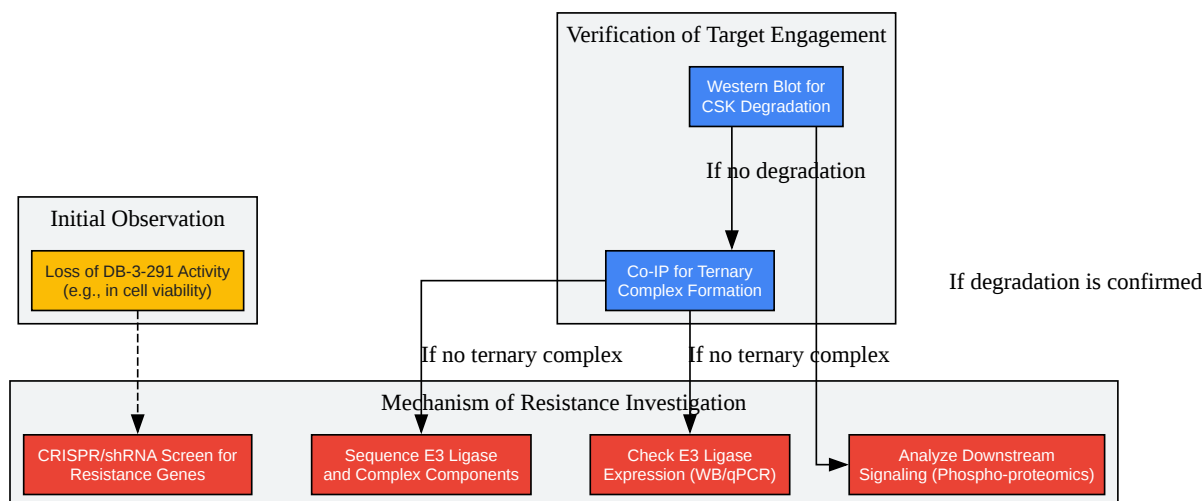 Verification of Target Engagement
Western Blot for
CSK Degradation
If no degradation
Initial Observation
Loss of DB-3-291 Activity
(e.g., in cell viability)
Co-IP for Ternary
Complex Formation
If degradation is confirmed
If no ternary complex
If no ternary complex
Mechanism of Resistance Investigation
CRISPR/shRNA Screen for
Resistance Genes
Sequence E3 Ligase
and Complex Components
Check E3 Ligase
Expression (WB/qPCR)
Analyze Downstream
Signaling (Phospho-proteomics)